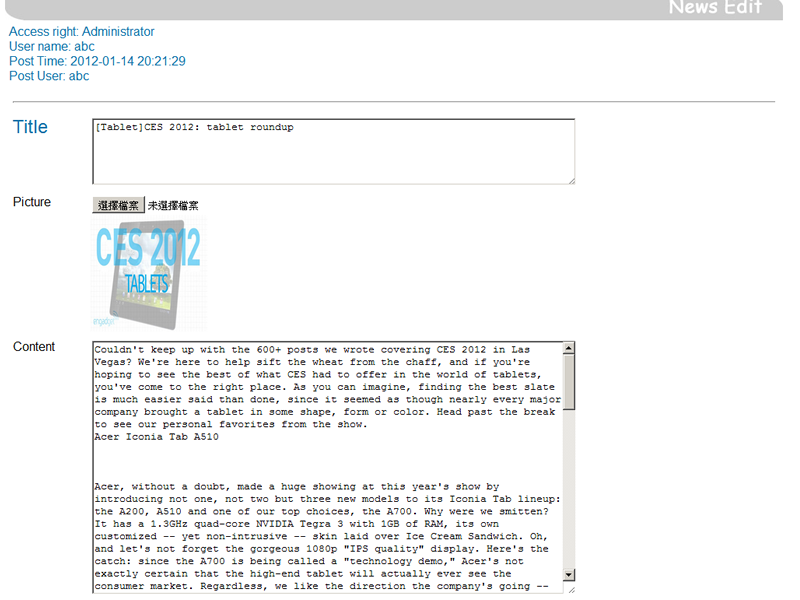 News Edit
Access right: Administrator
User name: abc
Post Time: 2012-01-14 20:21:29
Post User: abc
Title
[Tablet]CES 2012: tablet roundup
Picture
選擇檔案 未選擇檔案
CES 2012
TABLETS
engadget
Content
Couldn't keep up with the 600+ posts we wrote covering CES 2012 in Las
Vegas? We're here to help sift the wheat from the chaff, and if you're
hoping to see the best of what CES had to offer in the world of tablets,
you've come to the right place. As you can imagine, finding the best slate
is much easier said than done, since it seemed as though nearly every major
company brought a tablet in some shape, form or color. Head past the break
to see our personal favorites from the show.
Acer Iconia Tab A510
Acer, without a doubt, made a huge showing at this year's show by
introducing not one, not two but three new models to its Iconia Tab lineup:
the A200, A510 and one of our top choices, the A700. Why were we smitten?
It has a 1.3GHz quad-core NVIDIA Tegra 3 with 1GB of RAM, its own
customized -- yet non-intrusive -- skin laid over Ice Cream Sandwich. Oh,
and let's not forget the gorgeous 1080p "IPS quality" display. Here's the
catch: since the A700 is being called a "technology demo," Acer's not
exactly certain that the high-end tablet will actually ever see the
consumer market. Regardless, we like the direction the company's going --